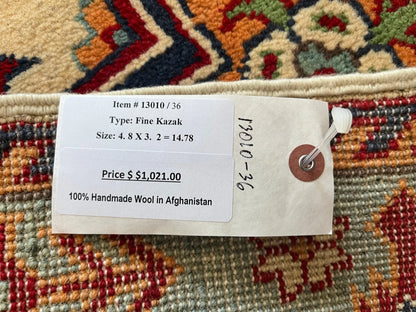 Item # 13010 / 36
Type: Fine Kazak
Size: 4. 8 X 3. 2 = 14.78
Price $ $1,021.00
100% Handmade Wool in Afghanistan
13010-36